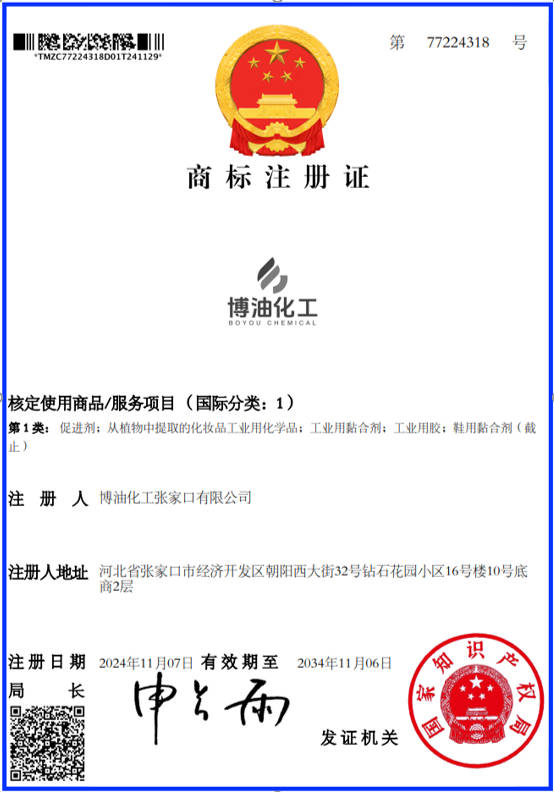 第 77224318 号
*TMZC77224318D01T241129*
商标注册证
博油化工
BOYOU CHEMICAL
核定使用商品/服务项目（国际分类：1）
第1类：促进剂；从植物中提取的化妆品工业用化学品；工业用黏合剂；工业用胶；鞋用黏合剂（截
止）
注册人 博油化工张家口有限公司
注册人地址 河北省张家口市经济开发区朝阳西大街32号钻石花园小区16号楼10号底
商2层
注册日期 2024年11月07日 有效期至 2034年11月06日
局长 申长雨
发证机关
国家知识产权局